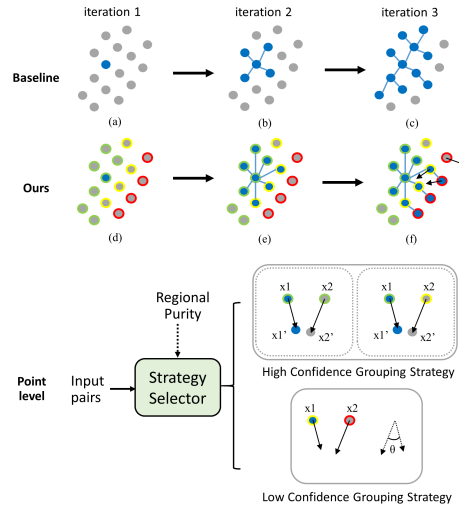 iteration 1 iteration 2 iteration 3
Baseline
(a) (b) (c)
Ours
(d) (e) (f)
Regional
Purity
x1 x2 x1 x2
x1' x2' x1' x2'
High Confidence Grouping Strategy
Point
level
Input
pairs
Strategy
Selector
x1 x2
θ
Low Confidence Grouping Strategy